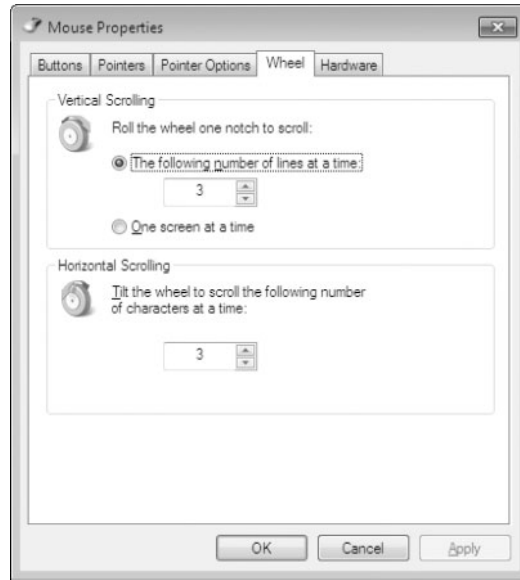 Mouse Properties
Buttons Pointers Pointer Options Wheel Hardware
Vertical Scrolling
Roll the wheel one notch to scroll:
The following number of lines at a time:
3
One screen at a time
Horizontal Scrolling
Tilt the wheel to scroll the following number
of characters at a time:
3
OK Cancel Apply